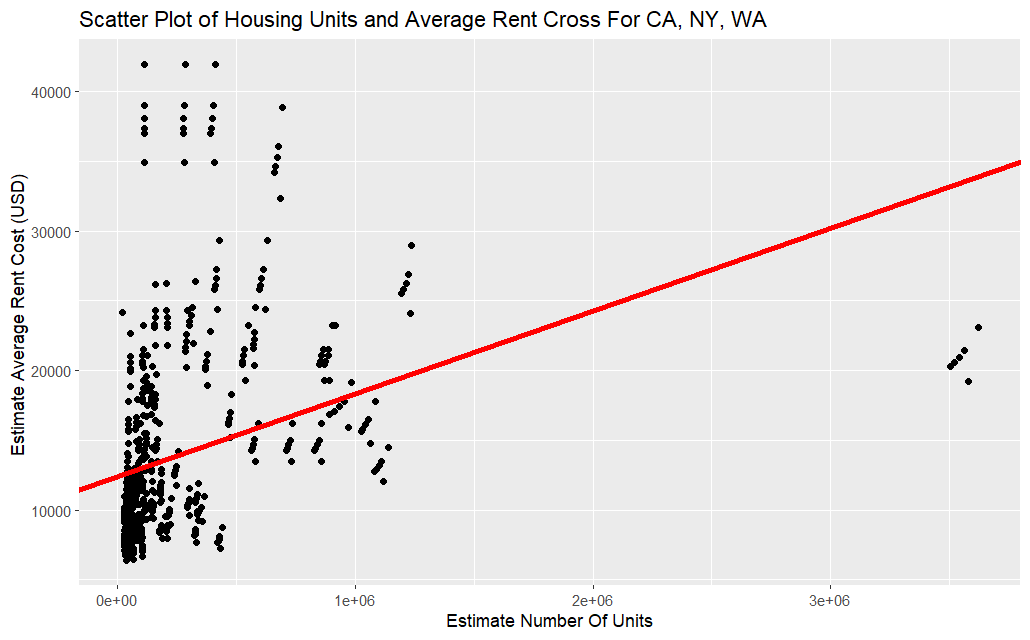 Scatter Plot of Housing Units and Average Rent Cross For CA, NY, WA
Estimate Average Rent Cost (USD)
40000
30000
20000
10000
0e+00 1e+06 2e+06 3e+06
Estimate Number Of Units